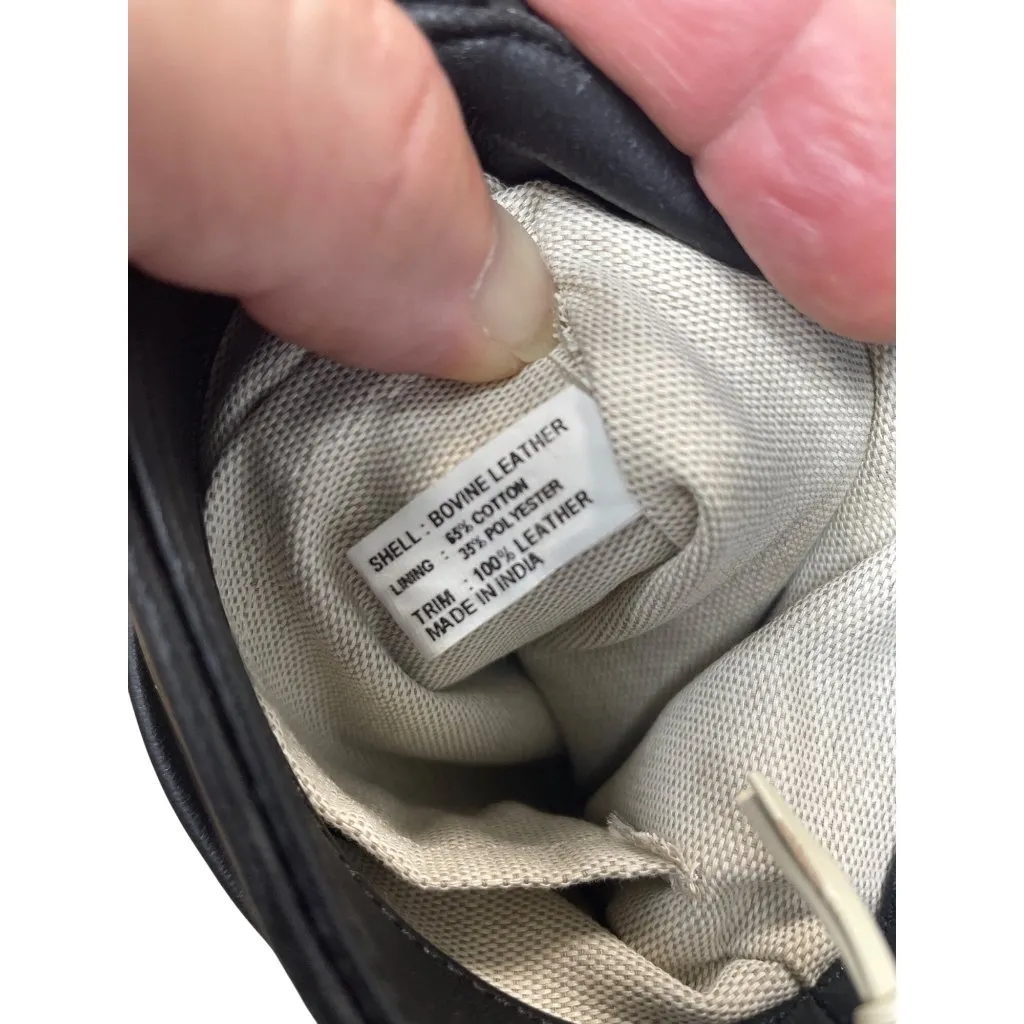 SHELL : BOVINE LEATHER
65% COTTON
LINING : 35% POLYESTER
TRIM : 100% LEATHER
MADE IN INDIA